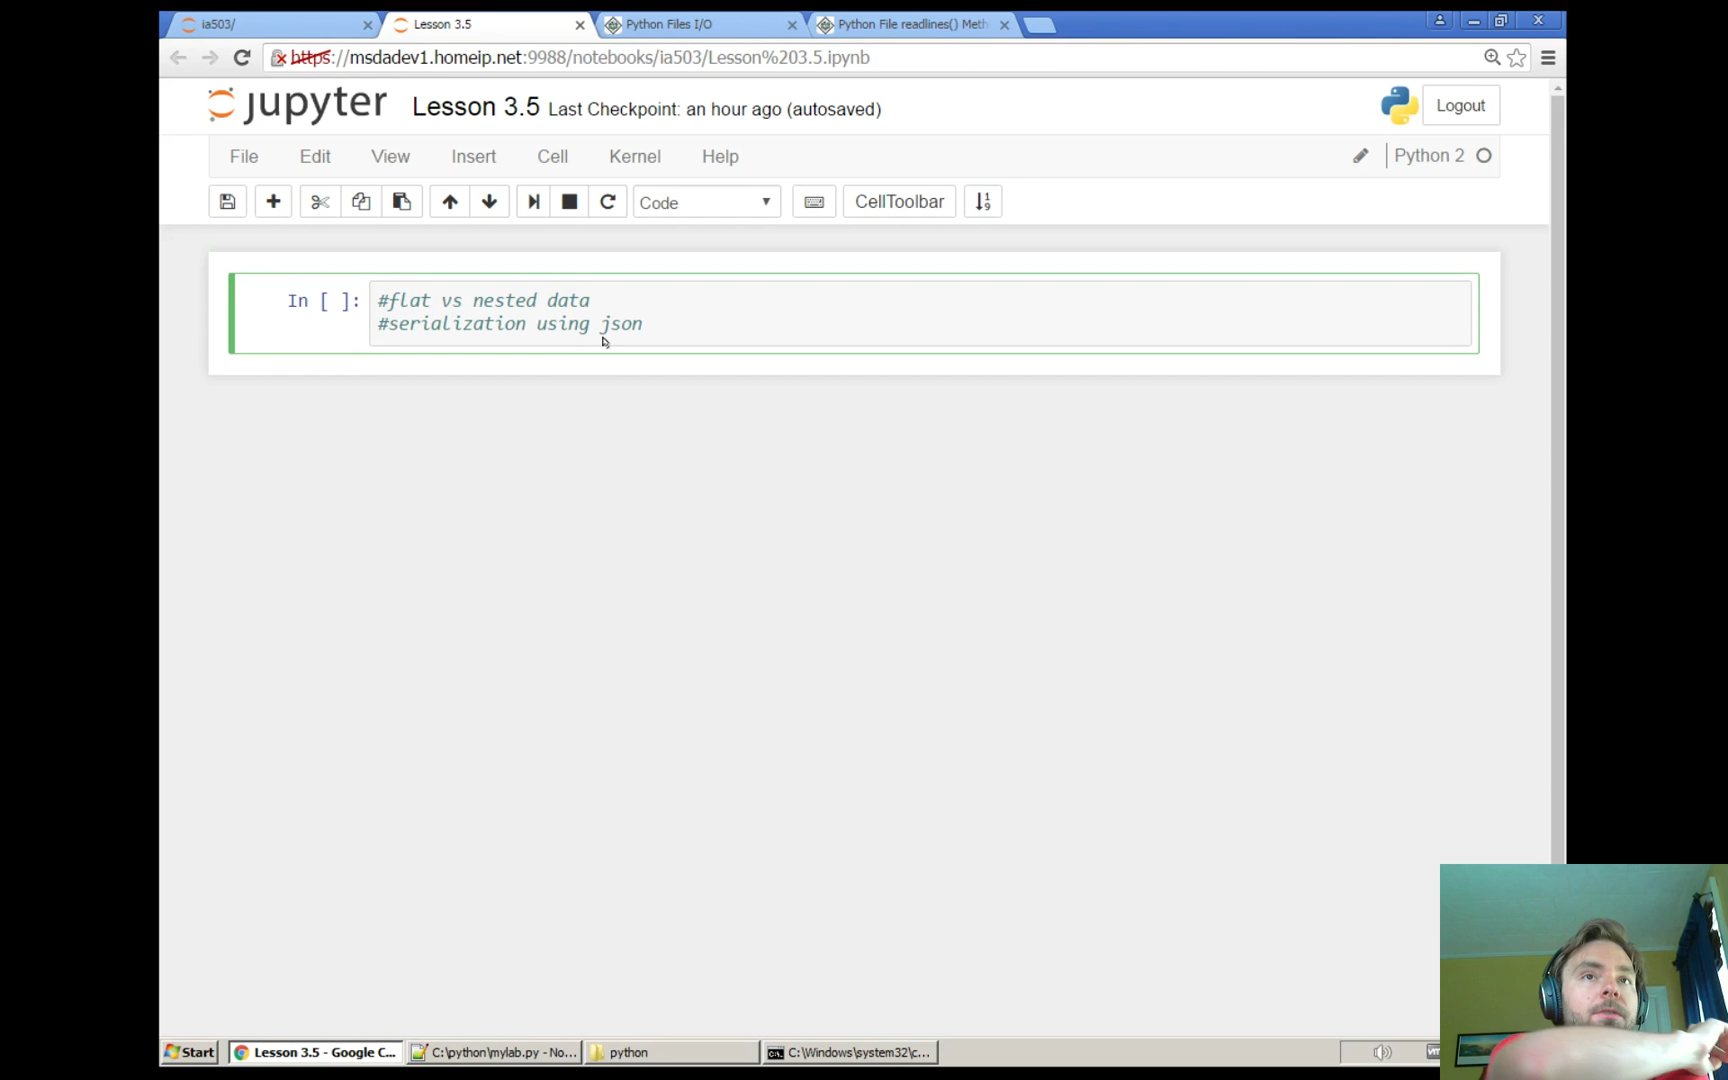 ia503/
Lesson 3.5
Python Files I/O
Python File readlines() Meth
https://msdadev1.homeip.net:9988/notebooks/ia503/Lesson%203.5.ipynb
jupyter Lesson 3.5 Last Checkpoint: an hour ago (autosaved)
Logout
File Edit View Insert Cell Kernel Help
Python 2
Code
CellToolbar
In [ ]: #flat vs nested data
#serialization using json
Start
Lesson 3.5 - Google C...
C:\python\mylab.py - No...
python
C:\Windows\system32\c...